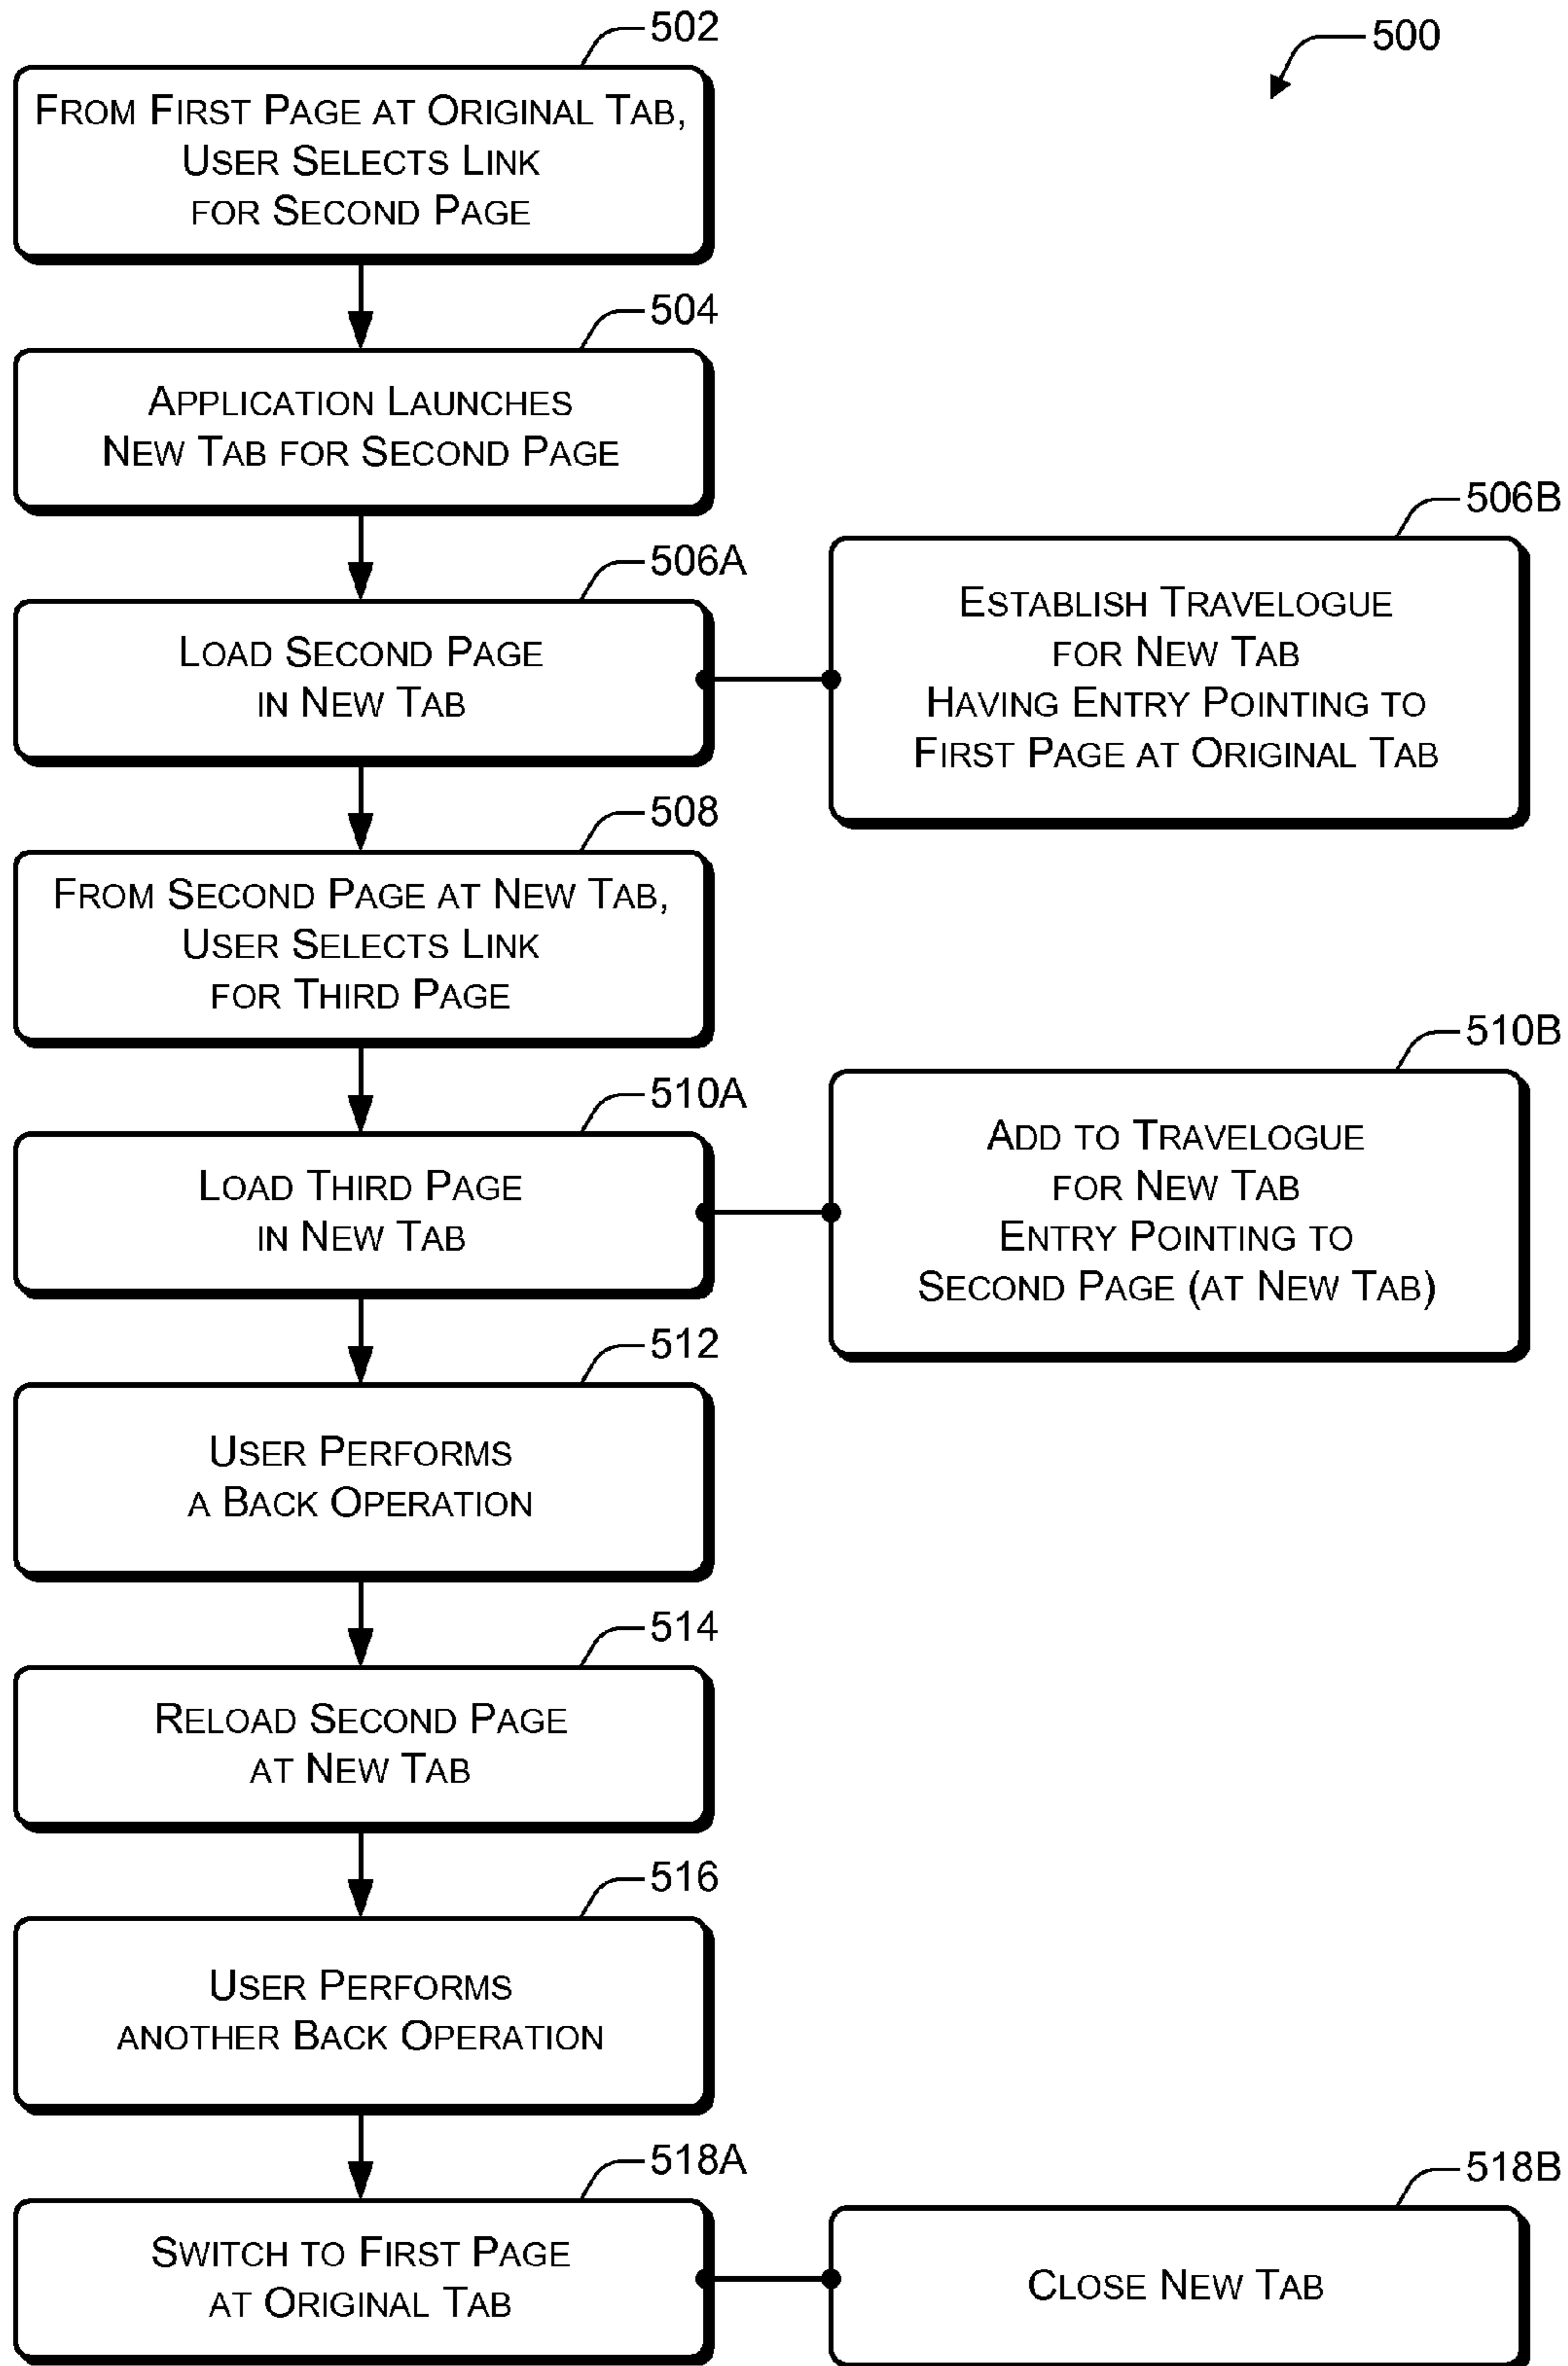 502
500
FROM FIRST PAGE AT ORIGINAL TAB,
USER SELECTS LINK
FOR SECOND PAGE
504
APPLICATION LAUNCHES
NEW TAB FOR SECOND PAGE
506B
506A
LOAD SECOND PAGE
IN NEW TAB
ESTABLISH TRAVELOGUE
FOR NEW TAB
HAVING ENTRY POINTING TO
FIRST PAGE AT ORIGINAL TAB
508
FROM SECOND PAGE AT NEW TAB,
USER SELECTS LINK
FOR THIRD PAGE
510B
510A
LOAD THIRD PAGE
IN NEW TAB
ADD TO TRAVELOGUE
FOR NEW TAB
ENTRY POINTING TO
SECOND PAGE (AT NEW TAB)
512
USER PERFORMS
A BACK OPERATION
514
RELOAD SECOND PAGE
AT NEW TAB
516
USER PERFORMS
ANOTHER BACK OPERATION
518A
SWITCH TO FIRST PAGE
AT ORIGINAL TAB
518B
CLOSE NEW TAB